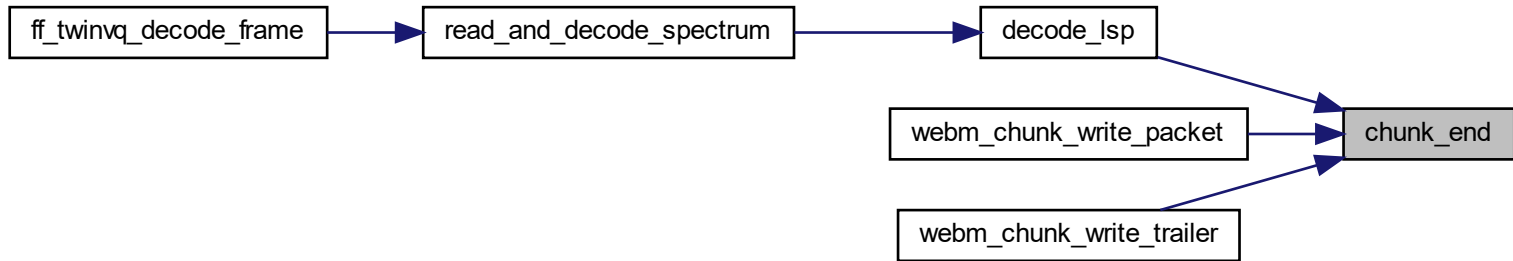 ff_twinvq_decode_frame
read_and_decode_spectrum
decode_lsp
webm_chunk_write_packet
chunk_end
webm_chunk_write_trailer